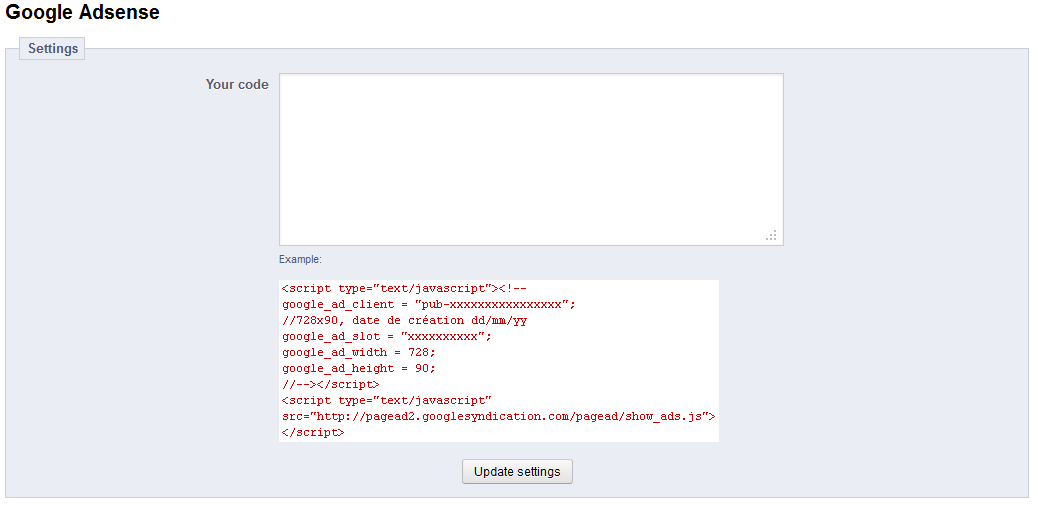 Google Adsense
Settings
Your code
Example:
<script type="text/javascript"><!--
google_ad_client = "pub-xxxxxxxxxxxxxxxx";
//728x90, date de création dd/mm/yy
google_ad_slot = "xxxxxxxxxx";
google_ad_width = 728;
google_ad_height = 90;
//--></script>
<script type="text/javascript"
src="http://pagead2.googlesyndication.com/pagead/show_ads.js">
</script>
Update settings